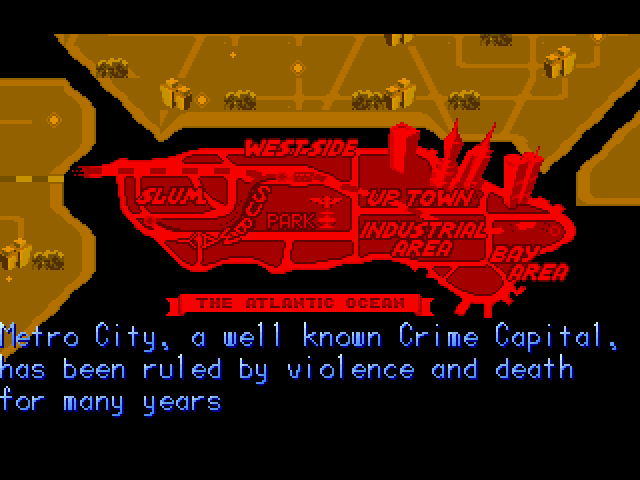 WEST SIDE
SLUM
SUBWAY
PARK
UP TOWN
INDUSTRIAL
AREA
BAY
AREA
THE ATLANTIC OCEAN
Metro City, a well known Crime Capital,
has been ruled by violence and death
for many years